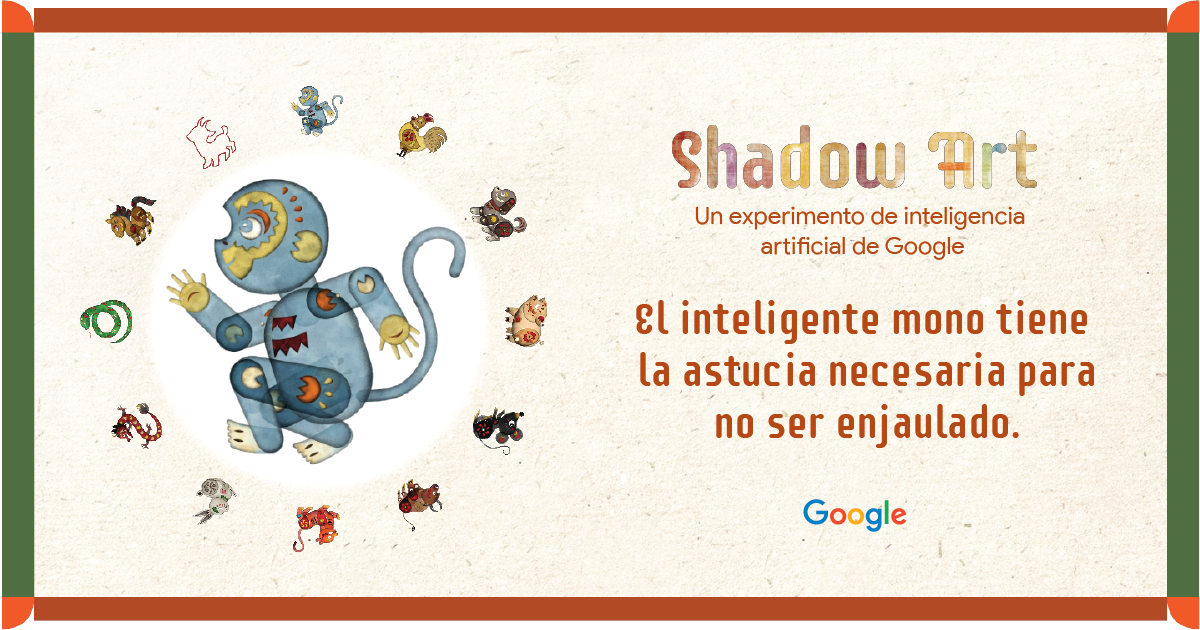 Shadow Art
Un experimento de inteligencia
artificial de Google
El inteligente mono tiene
la astucia necesaria para
no ser enjaulado.
Google